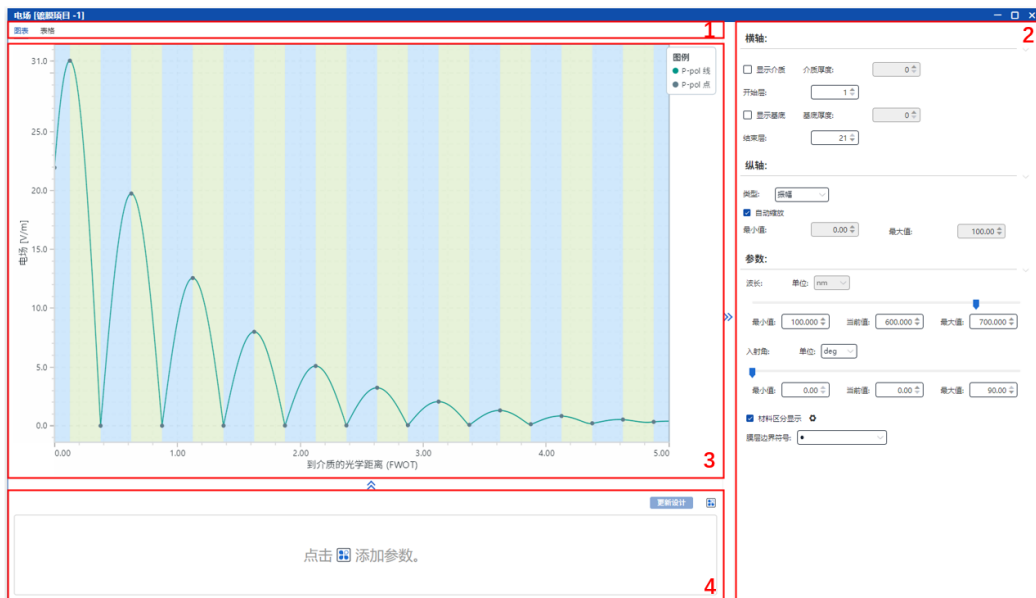 电场 [镀膜项目 -1]
图表 表格
1
图例
P-pol 线
P-pol 点
31.0
25.0
20.0
15.0
10.0
5.0
0.0
电场 [V/m]
0.00 1.00 2.00 3.00 4.00 5.00
到介质的光学距离 (FWOT)
3
更新设计
点击 添加参数。
4
2
横轴:
显示介质 介质厚度: 0
开始层: 1
显示基底 基底厚度: 0
结束层: 21
纵轴:
类型: 振幅
自动缩放
最小值: 0.00 最大值: 100.00
参数:
波长: 单位: nm
最小值: 100.000 当前值: 600.000 最大值: 700.000
入射角: 单位: deg
最小值: 0.00 当前值: 0.00 最大值: 90.00
材料区分显示
膜层边界符号: